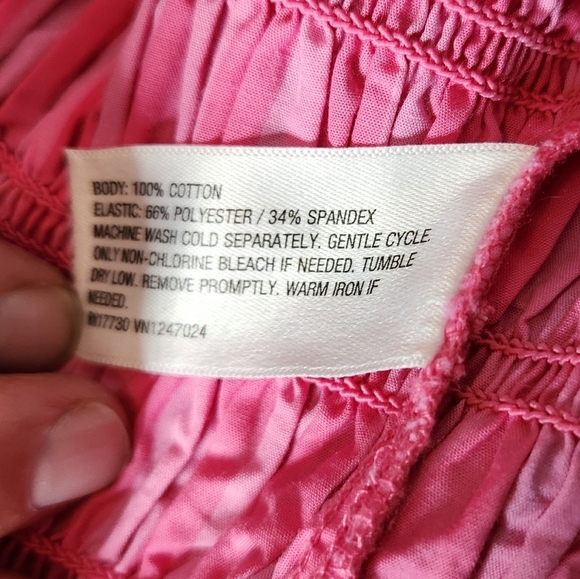 BODY: 100% COTTON
ELASTIC: 66% POLYESTER / 34% SPANDEX
MACHINE WASH COLD SEPARATELY. GENTLE CYCLE.
ONLY NON-CHLORINE BLEACH IF NEEDED. TUMBLE
DRY LOW. REMOVE PROMPTLY. WARM IRON IF
NEEDED.
VN1247024